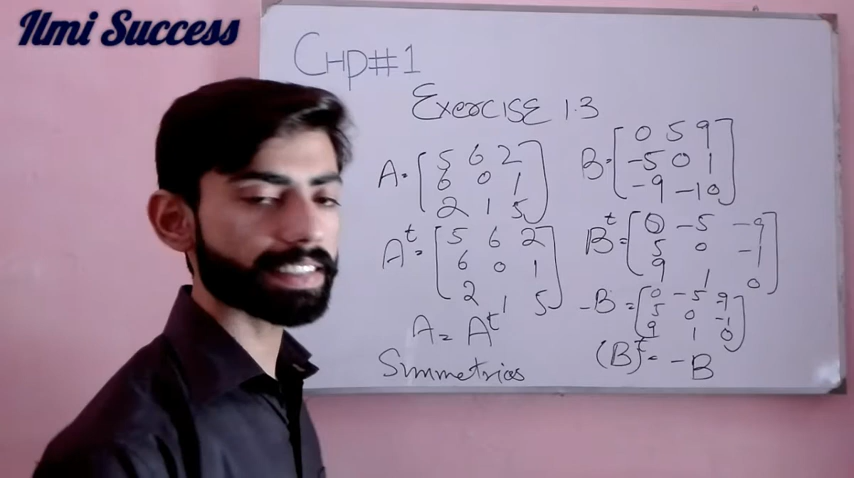 Ilmi Success
CHp#1
Exercise 1.3
A = [5 6 2
6 0 1
2 1 5]
A^t = [5 6 2
6 0 1
2 1 5]
A = A^t
Symmetrios
B = [0 5 9
-5 0 1
-9 -1 0]
B^t = [0 -5 -9
5 0 -1
9 1 0]
-B = [0 -5 -9
5 0 -1
9 1 0]
(B)^t = -B